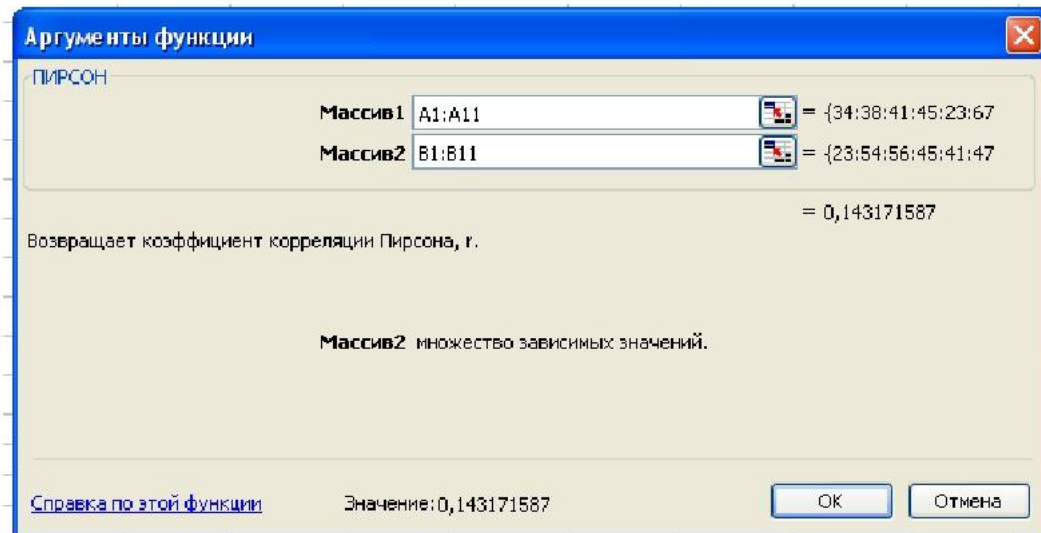 Аргументы функции
ПИРСОН
Массив1 A1:A11 = {34:38:41:45:23:67
Массив2 B1:B11 = {23:54:56:45:41:47
= 0,143171587
Возвращает коэффициент корреляции Пирсона, r.
Массив2 множество зависимых значений.
Справка по этой функции Значение:0,143171587 ОК Отмена